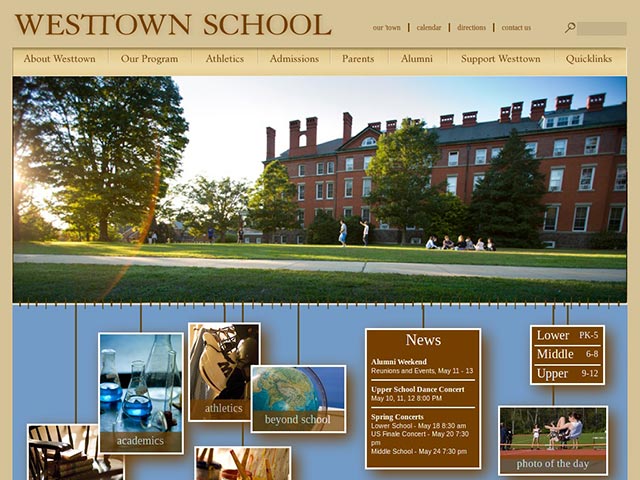 WESTTOWN SCHOOL
our 'town calendar directions contact us
About Westtown Our Program Athletics Admissions Parents Alumni Support Westtown Quicklinks
News
Alumni Weekend
Reunions and Events, May 11 - 13
Upper School Dance Concert
May 10, 11, 12 8:00 PM
Spring Concerts
Lower School - May 18 8:30 am
US Finale Concert - May 20 7:30
pm
Middle School - May 24 7:30 pm
Lower PK-5
Middle 6-8
Upper 9-12
academics
athletics
beyond school
photo of the day